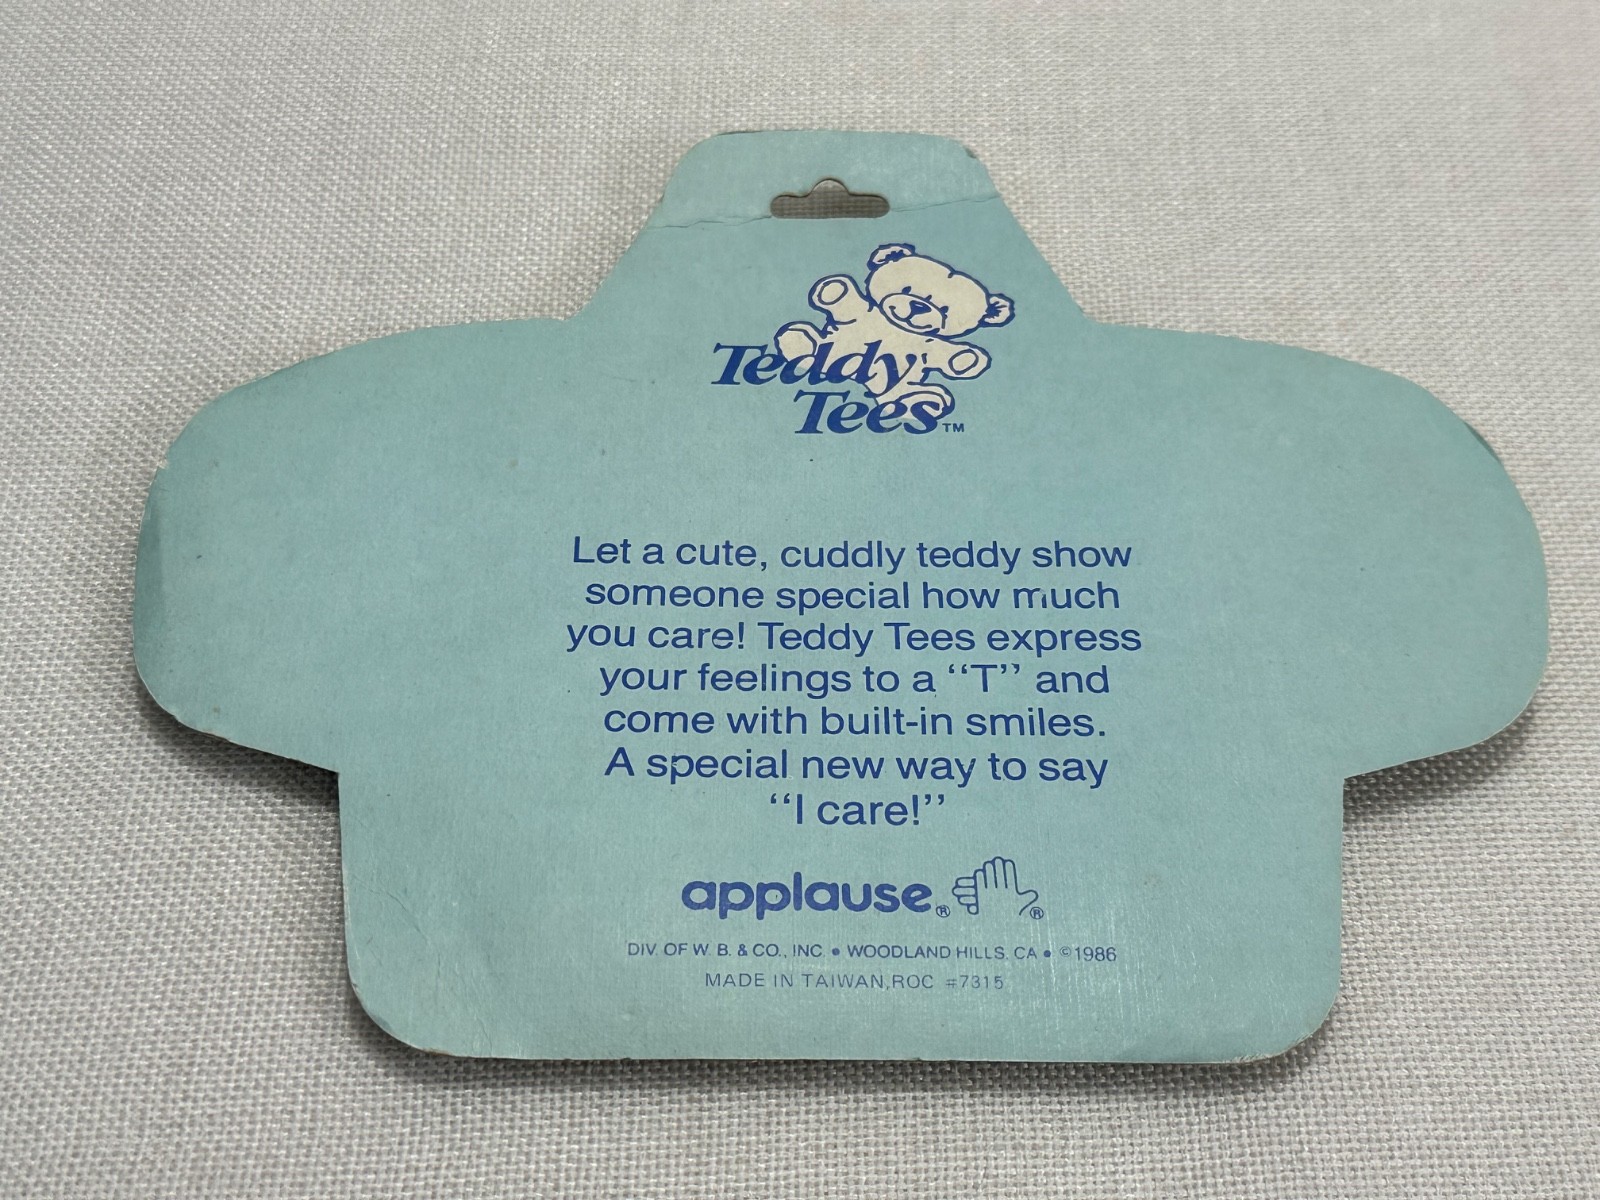 Teddy
Tees™
Let a cute, cuddly teddy show
someone special how much
you care! Teddy Tees express
your feelings to a “T” and
come with built-in smiles.
A special new way to say
“I care!”
applause® ®
DIV. OF W. B. & CO., INC. • WOODLAND HILLS, CA • ©1986
MADE IN TAIWAN,ROC #7315